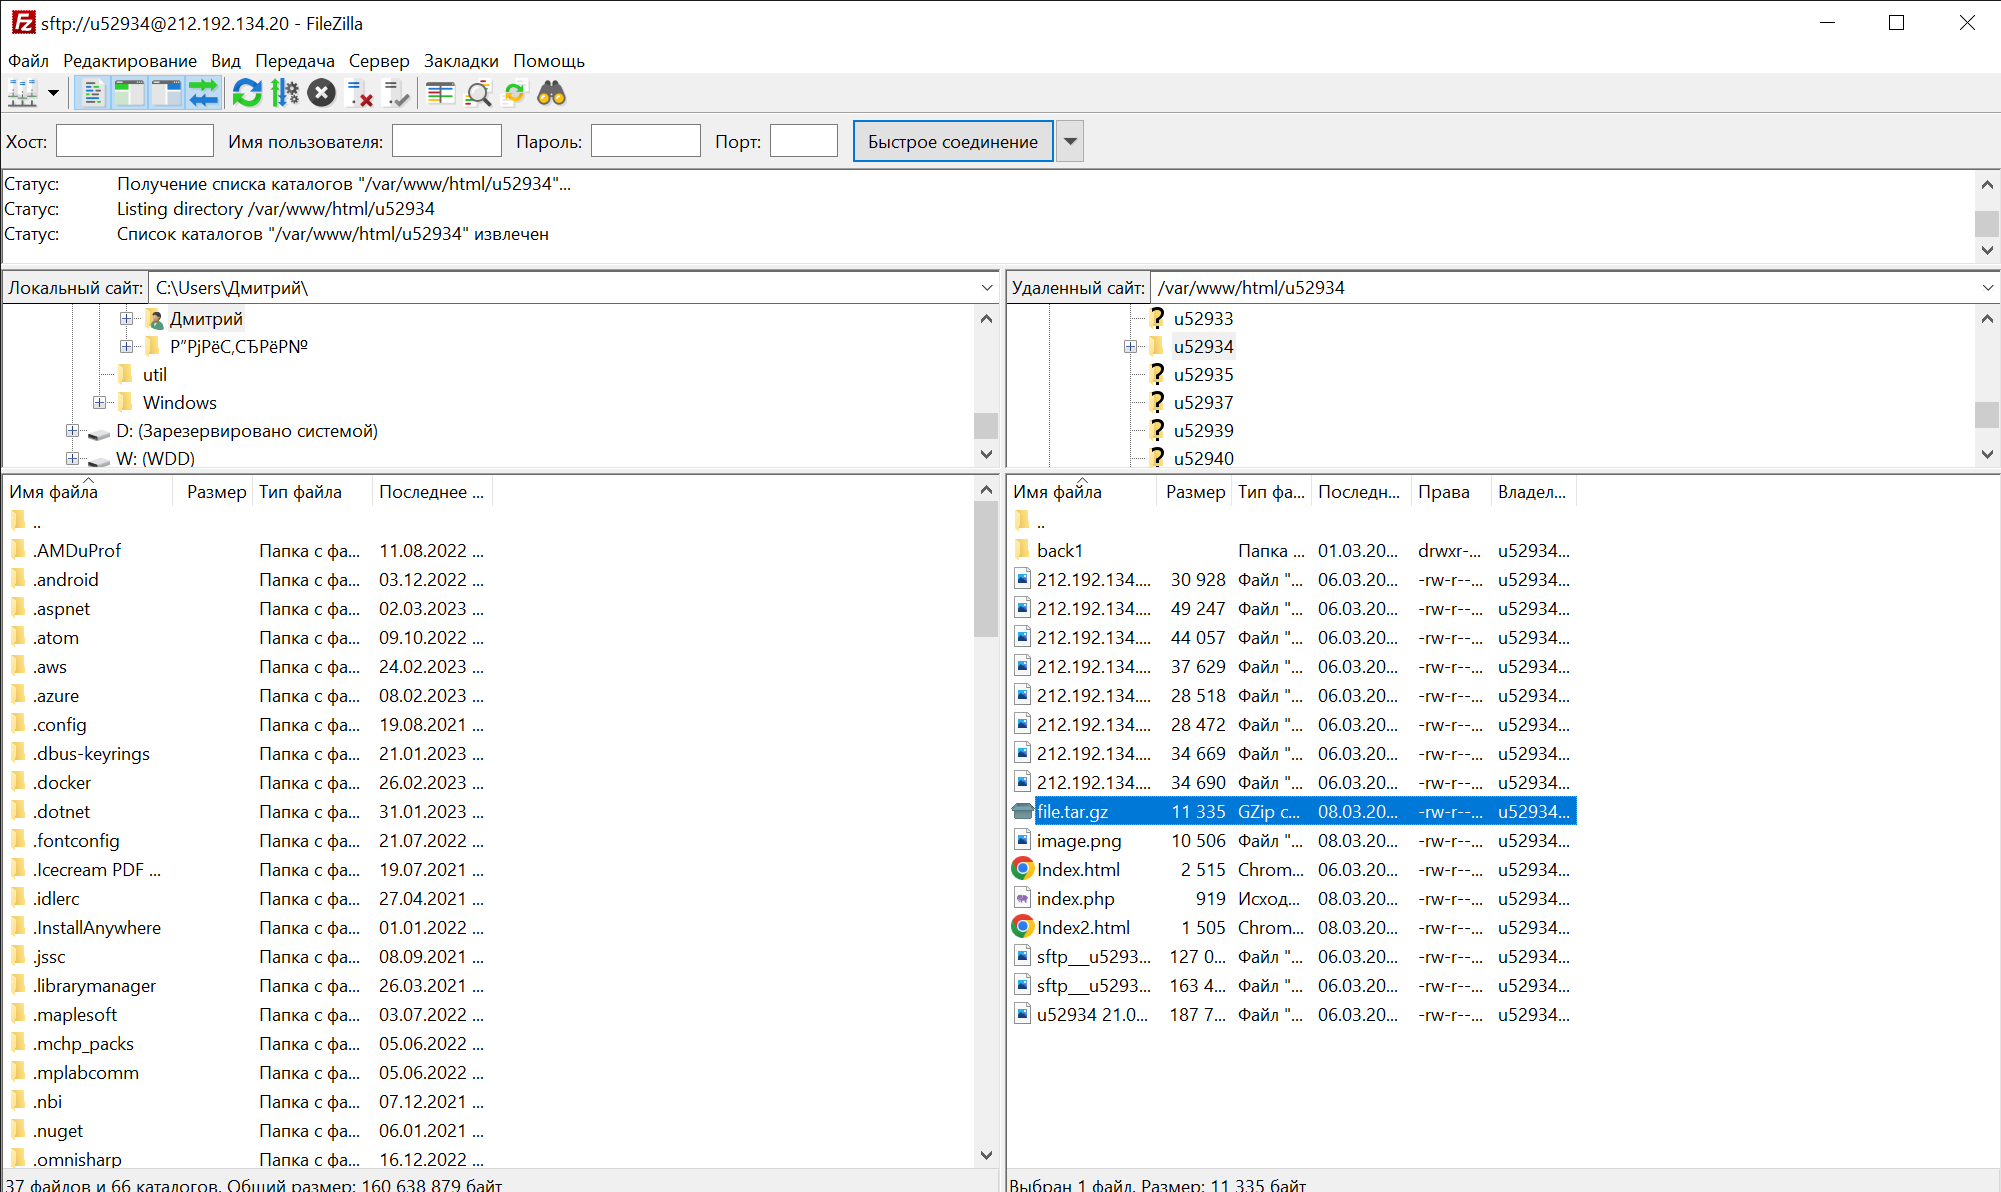 sftp://u52934@212.192.134.20 - FileZilla
Файл Редактирование Вид Передача Сервер Закладки Помощь
Хост: Имя пользователя: Пароль: Порт: Быстрое соединение
Статус: Получение списка каталогов "/var/www/html/u52934"...
Статус: Listing directory /var/www/html/u52934
Статус: Список каталогов "/var/www/html/u52934" извлечен
Локальный сайт: C:\Users\Дмитрий\
Дмитрий
Р”РјРёС‚СЂРёР№
util
Windows
D: (Зарезервировано системой)
W: (WDD)
Удаленный сайт: /var/www/html/u52934
u52933
u52934
u52935
u52937
u52939
u52940
Имя файла Размер Тип файла Последнее ...
..
.AMDuProf Папка с фа... 11.08.2022 ...
.android Папка с фа... 03.12.2022 ...
.aspnet Папка с фа... 02.03.2023 ...
.atom Папка с фа... 09.10.2022 ...
.aws Папка с фа... 24.02.2023 ...
.azure Папка с фа... 08.02.2023 ...
.config Папка с фа... 19.08.2021 ...
.dbus-keyrings Папка с фа... 21.01.2023 ...
.docker Папка с фа... 26.02.2023 ...
.dotnet Папка с фа... 31.01.2023 ...
.fontconfig Папка с фа... 21.07.2022 ...
.Icecream PDF ... Папка с фа... 19.07.2021 ...
.idlerc Папка с фа... 27.04.2021 ...
.InstallAnywhere Папка с фа... 01.01.2022 ...
.jssc Папка с фа... 08.09.2021 ...
.librarymanager Папка с фа... 26.03.2021 ...
.maplesoft Папка с фа... 03.07.2022 ...
.mchp_packs Папка с фа... 05.06.2022 ...
.mplabcomm Папка с фа... 05.06.2022 ...
.nbi Папка с фа... 07.12.2021 ...
.nuget Папка с фа... 06.01.2021 ...
.omnisharp Папка с фа... 16.12.2022 ...
37 файлов и 66 каталогов. Общий размер: 160 638 879 байт
Имя файла Размер Тип фа... Последн... Права Владел...
..
back1 Папка ... 01.03.20... drwxr-... u52934...
212.192.134.... 30 928 Файл "... 06.03.20... -rw-r--... u52934...
212.192.134.... 49 247 Файл "... 06.03.20... -rw-r--... u52934...
212.192.134.... 44 057 Файл "... 06.03.20... -rw-r--... u52934...
212.192.134.... 37 629 Файл "... 06.03.20... -rw-r--... u52934...
212.192.134.... 28 518 Файл "... 06.03.20... -rw-r--... u52934...
212.192.134.... 28 472 Файл "... 06.03.20... -rw-r--... u52934...
212.192.134.... 34 669 Файл "... 06.03.20... -rw-r--... u52934...
212.192.134.... 34 690 Файл "... 06.03.20... -rw-r--... u52934...
file.tar.gz 11 335 GZip c... 08.03.20... -rw-r--... u52934...
image.png 10 506 Файл "... 08.03.20... -rw-r--... u52934...
Index.html 2 515 Chrom... 06.03.20... -rw-r--... u52934...
index.php 919 Исход... 08.03.20... -rw-r--... u52934...
Index2.html 1 505 Chrom... 08.03.20... -rw-r--... u52934...
sftp___u5293... 127 0... Файл "... 06.03.20... -rw-r--... u52934...
sftp___u5293... 163 4... Файл "... 06.03.20... -rw-r--... u52934...
u52934 21.0... 187 7... Файл "... 06.03.20... -rw-r--... u52934...
Выбран 1 файл. Размер: 11 335 байт